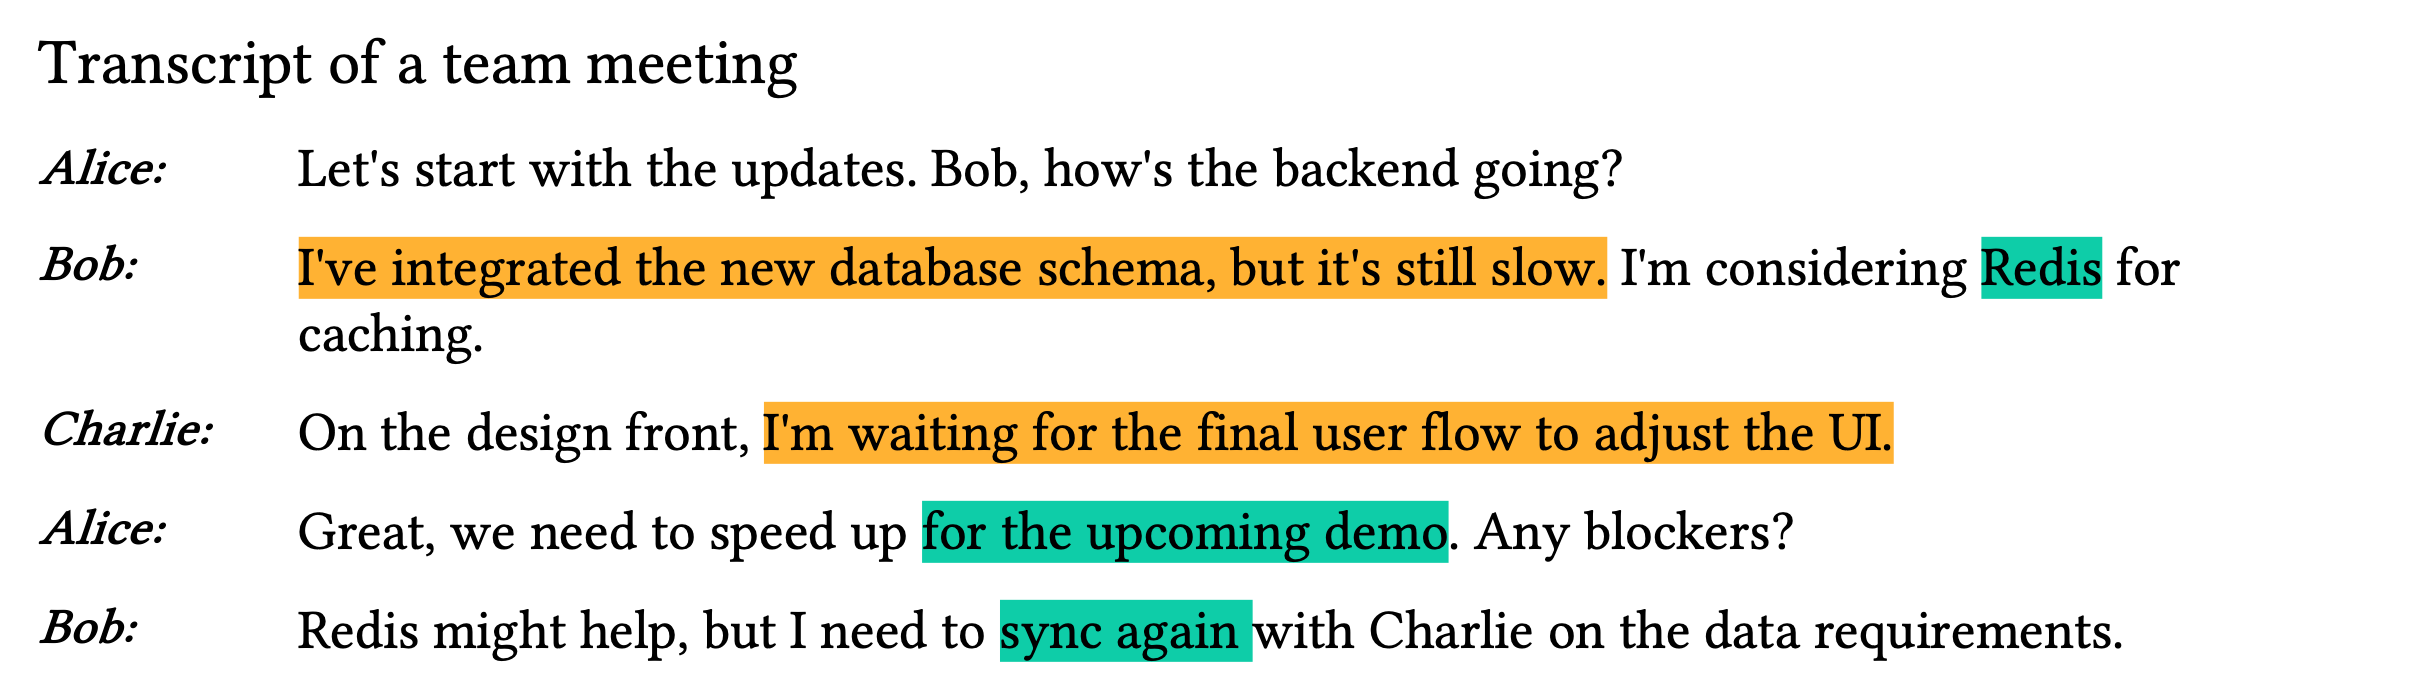 Transcript of a team meeting
Alice: Let's start with the updates. Bob, how's the backend going?
Bob: I've integrated the new database schema, but it's still slow. I'm considering Redis for
caching.
Charlie: On the design front, I'm waiting for the final user flow to adjust the UI.
Alice: Great, we need to speed up for the upcoming demo. Any blockers?
Bob: Redis might help, but I need to sync again with Charlie on the data requirements.